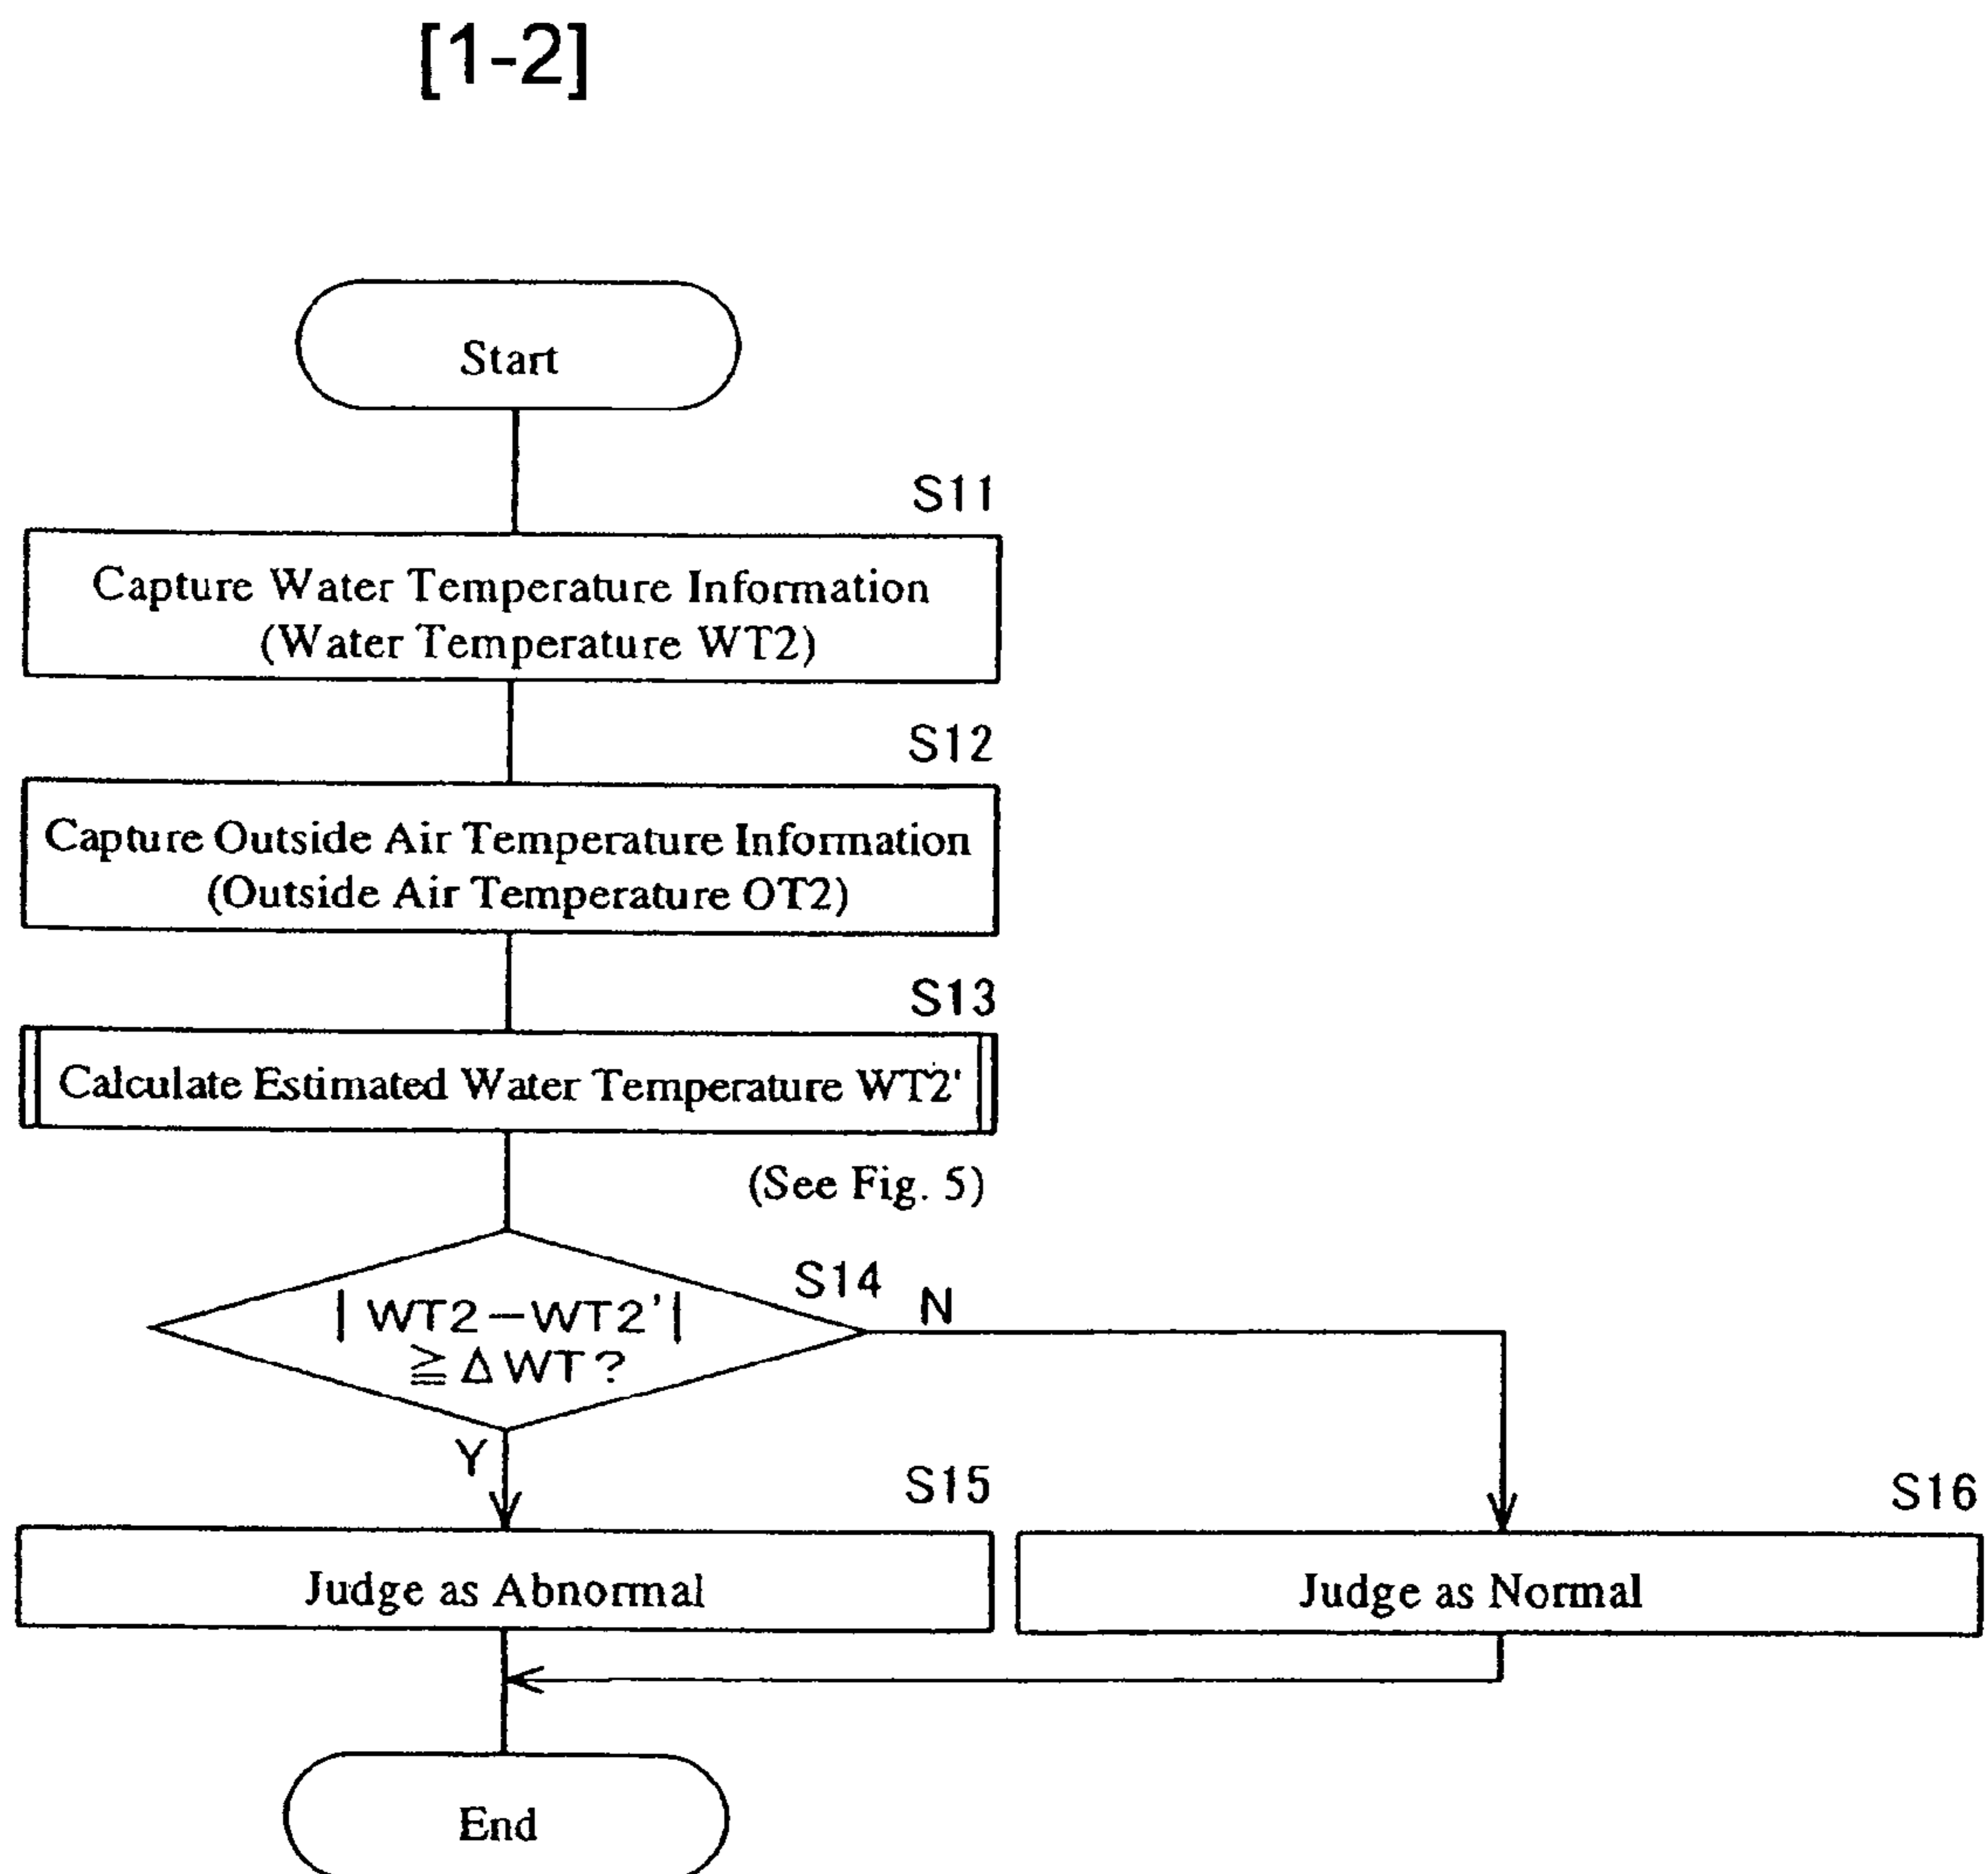 [1-2]
Start
S11
Capture Water Temperature Information
(Water Temperature WT2)
S12
Capture Outside Air Temperature Information
(Outside Air Temperature OT2)
S13
Calculate Estimated Water Temperature WT2'
(See Fig. 5)
S14
| WT2−WT2'|
≧ΔWT?
N
Y
S15
Judge as Abnormal
S16
Judge as Normal
End